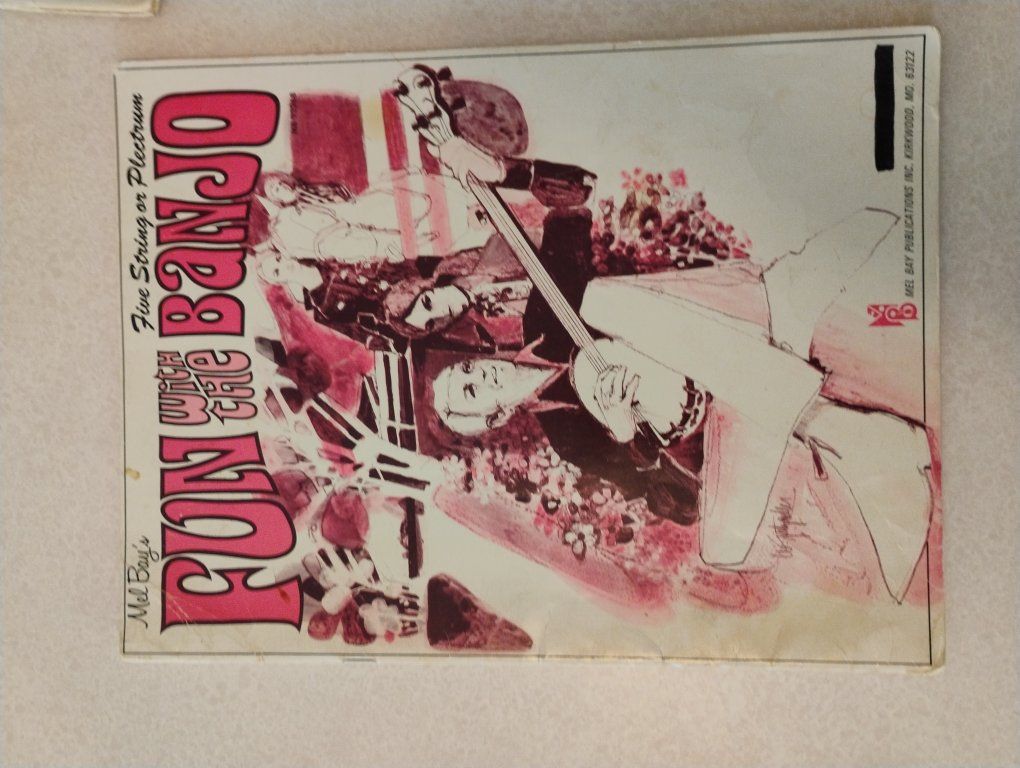 Mel Bay's
Five String or Plectrum
FUN with the BANJO
MEL BAY PUBLICATIONS INC. KIRKWOOD, MO. 63122